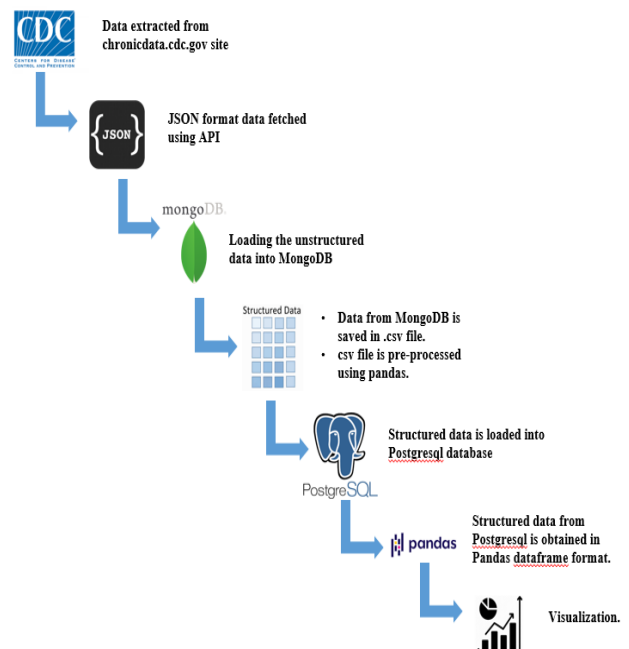 CDC
CENTERS FOR DISEASE
CONTROL AND PREVENTION
Data extracted from
chronicdata.cdc.gov site
{JSON}
JSON format data fetched
using API
mongoDB.
Loading the unstructured
data into MongoDB
Structured Data
• Data from MongoDB is
saved in .csv file.
• csv file is pre-processed
using pandas.
PostgreSQL
Structured data is loaded into
Postgresql database
pandas
Structured data from
Postgresql is obtained in
Pandas dataframe format.
Visualization.